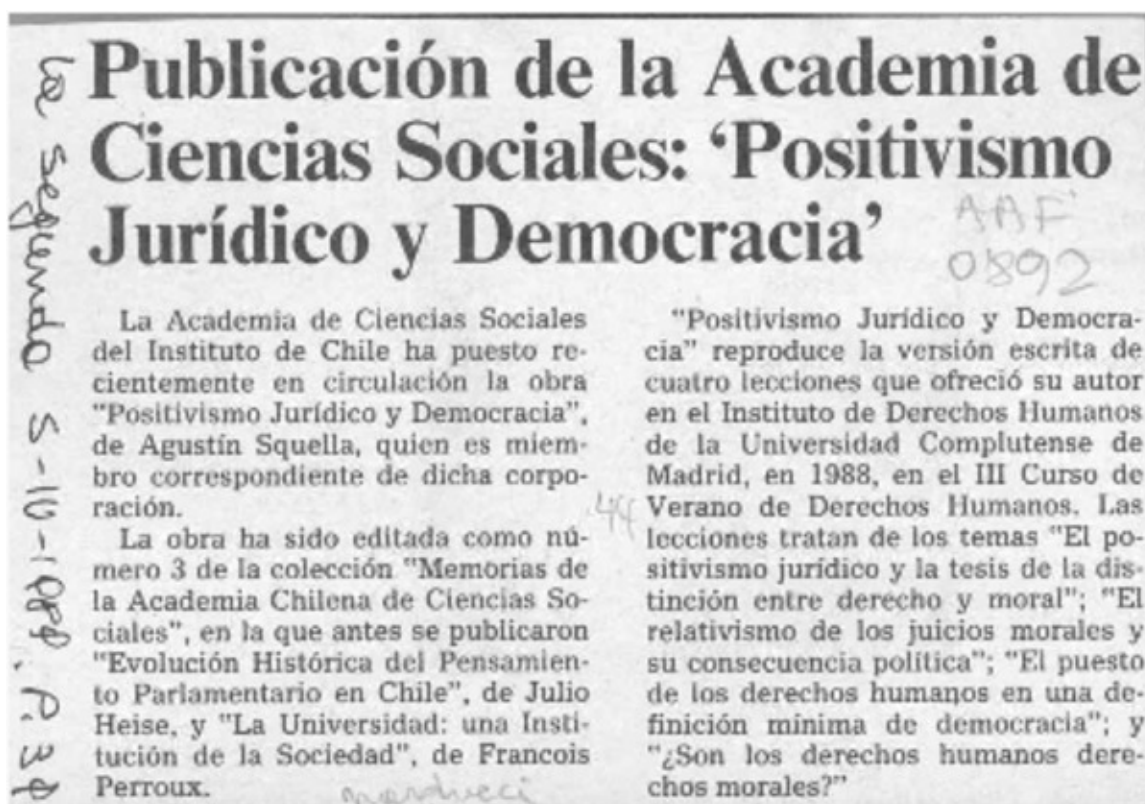 Publicación de la Academia de
Ciencias Sociales: ‘Positivismo
Jurídico y Democracia’
AAF
0892
La Academia de Ciencias Sociales
del Instituto de Chile ha puesto re-
cientemente en circulación la obra
"Positivismo Jurídico y Democracia",
de Agustín Squella, quien es miem-
bro correspondiente de dicha corpo-
ración.
La obra ha sido editada como nú-
mero 3 de la colección "Memorias de
la Academia Chilena de Ciencias So-
ciales", en la que antes se publicaron
"Evolución Histórica del Pensamien-
to Parlamentario en Chile", de Julio
Heise, y "La Universidad: una Insti-
tución de la Sociedad", de Francois
Perroux.
"Positivismo Jurídico y Democra-
cia" reproduce la versión escrita de
cuatro lecciones que ofreció su autor
en el Instituto de Derechos Humanos
de la Universidad Complutense de
Madrid, en 1988, en el III Curso de
Verano de Derechos Humanos. Las
lecciones tratan de los temas "El po-
sitivismo jurídico y la tesis de la dis-
tinción entre derecho y moral"; "El
relativismo de los juicios morales y
su consecuencia política"; "El puesto
de los derechos humanos en una de-
finición mínima de democracia"; y
"¿Son los derechos humanos dere-
chos morales?"
La Segunda